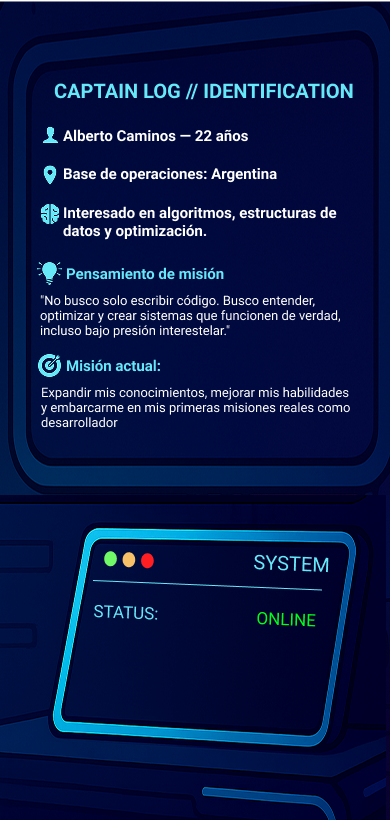 CAPTAIN LOG // IDENTIFICATION
Alberto Caminos — 22 años
Base de operaciones: Argentina
Interesado en algoritmos, estructuras de
datos y optimización.
Pensamiento de misión
"No busco solo escribir código. Busco entender,
optimizar y crear sistemas que funcionen de verdad,
incluso bajo presión interestelar."
Misión actual:
Expandir mis conocimientos, mejorar mis habilidades
y embarcarme en mis primeras misiones reales como
desarrollador
SYSTEM
STATUS: ONLINE